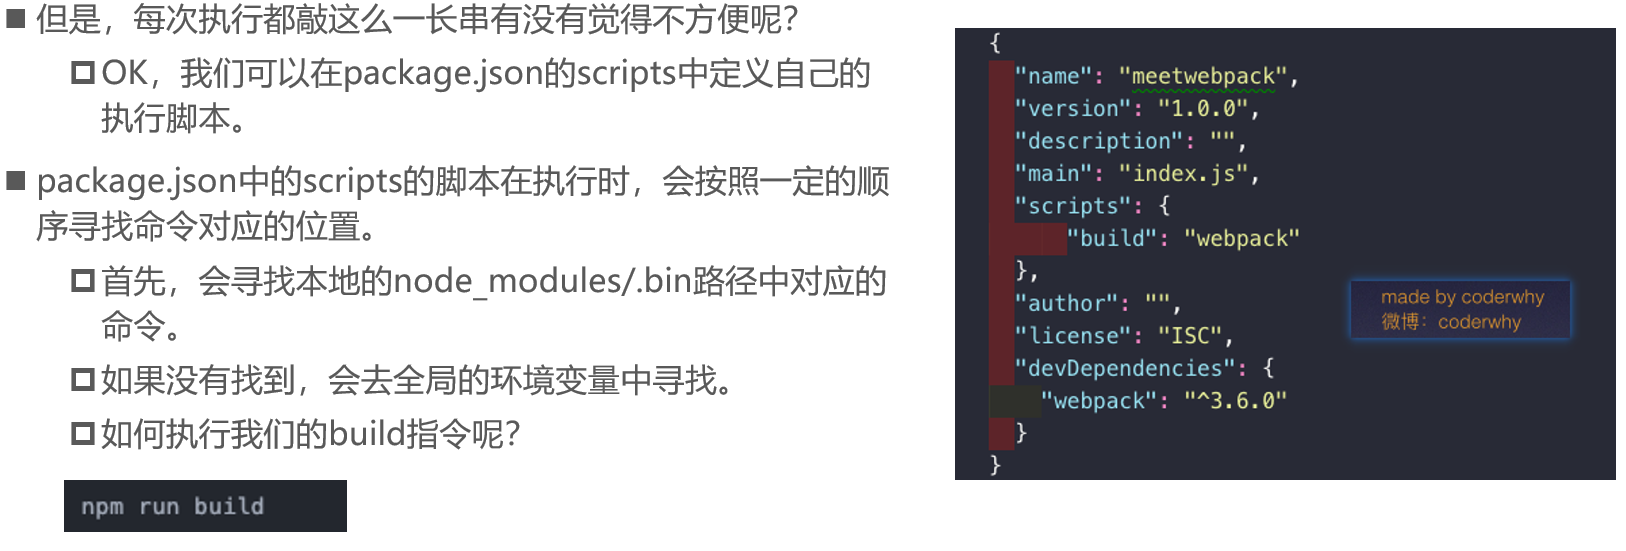 但是，每次执行都敲这么一长串有没有觉得不方便呢？
OK，我们可以在package.json的scripts中定义自己的
执行脚本。
package.json中的scripts的脚本在执行时，会按照一定的顺
序寻找命令对应的位置。
首先，会寻找本地的node_modules/.bin路径中对应的
命令。
如果没有找到，会去全局的环境变量中寻找。
如何执行我们的build指令呢？
npm run build
{
"name": "meetwebpack",
"version": "1.0.0",
"description": "",
"main": "index.js",
"scripts": {
"build": "webpack"
},
"author": "",
"license": "ISC",
"devDependencies": {
"webpack": "^3.6.0"
}
}
made by coderwhy
微博：coderwhy